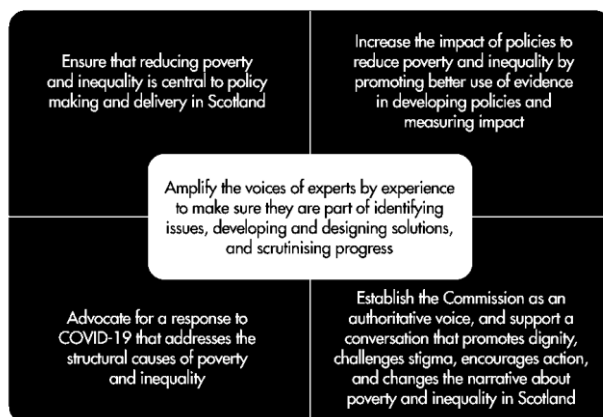 Ensure that reducing poverty
and inequality is central to policy
making and delivery in Scotland
Increase the impact of policies to
reduce poverty and inequality by
promoting better use of evidence
in developing policies and
measuring impact
Amplify the voices of experts by experience
to make sure they are part of identifying
issues, developing and designing solutions,
and scrutinising progress
Advocate for a response to
COVID-19 that addresses the
structural causes of poverty
and inequality
Establish the Commission as an
authoritative voice, and support a
conversation that promotes dignity,
challenges stigma, encourages action,
and changes the narrative about
poverty and inequality in Scotland